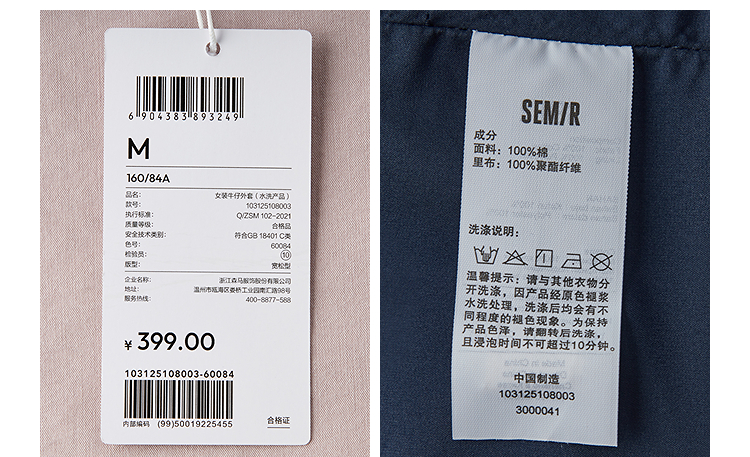 6 904383 893249
M
160/84A
品名: 女装牛仔外套(水洗产品)
款号: 103125108003
执行标准: Q/ZSM 102-2021
质量等级: 合格品
安全技术类别: 符合GB 18401 C类
色号: 60084
检验员: 10
版型: 宽松型
企业名称: 浙江森马服饰股份有限公司
地址: 温州市瓯海区娄桥工业园南汇路98号
服务热线: 400-8877-588
¥ 399.00
103125108003-60084
内部编码 (99)50019225455
合格证
SEM/R
成分
面料: 100%棉
里布: 100%聚酯纤维
洗涤说明:
温馨提示: 请与其他衣物分
开洗涤, 因产品经原色褪浆
水洗处理, 洗涤后均会有不
同程度的褪色现象。为保持
产品色泽, 请翻转后洗涤,
且浸泡时间不可超过10分钟。
中国制造
103125108003
3000041